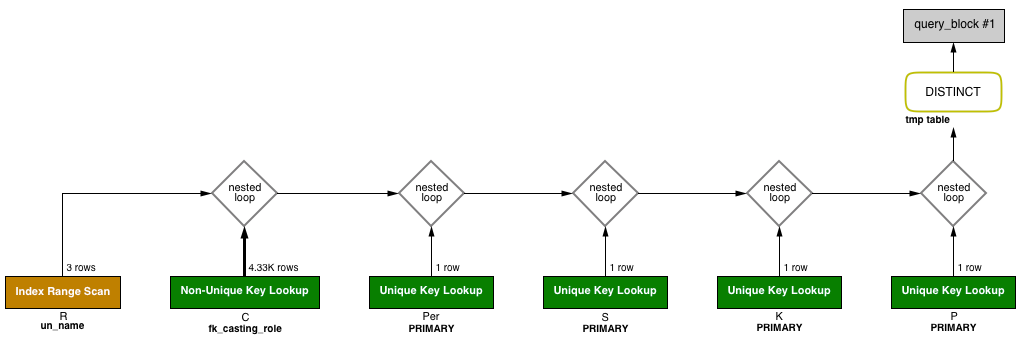 query_block #1
DISTINCT
tmp table
nested
loop
nested
loop
nested
loop
nested
loop
nested
loop
3 rows
4.33K rows
1 row
1 row
1 row
1 row
Index Range Scan
Non-Unique Key Lookup
Unique Key Lookup
Unique Key Lookup
Unique Key Lookup
Unique Key Lookup
R
un_name
C
fk_casting_role
Per
PRIMARY
S
PRIMARY
K
PRIMARY
P
PRIMARY